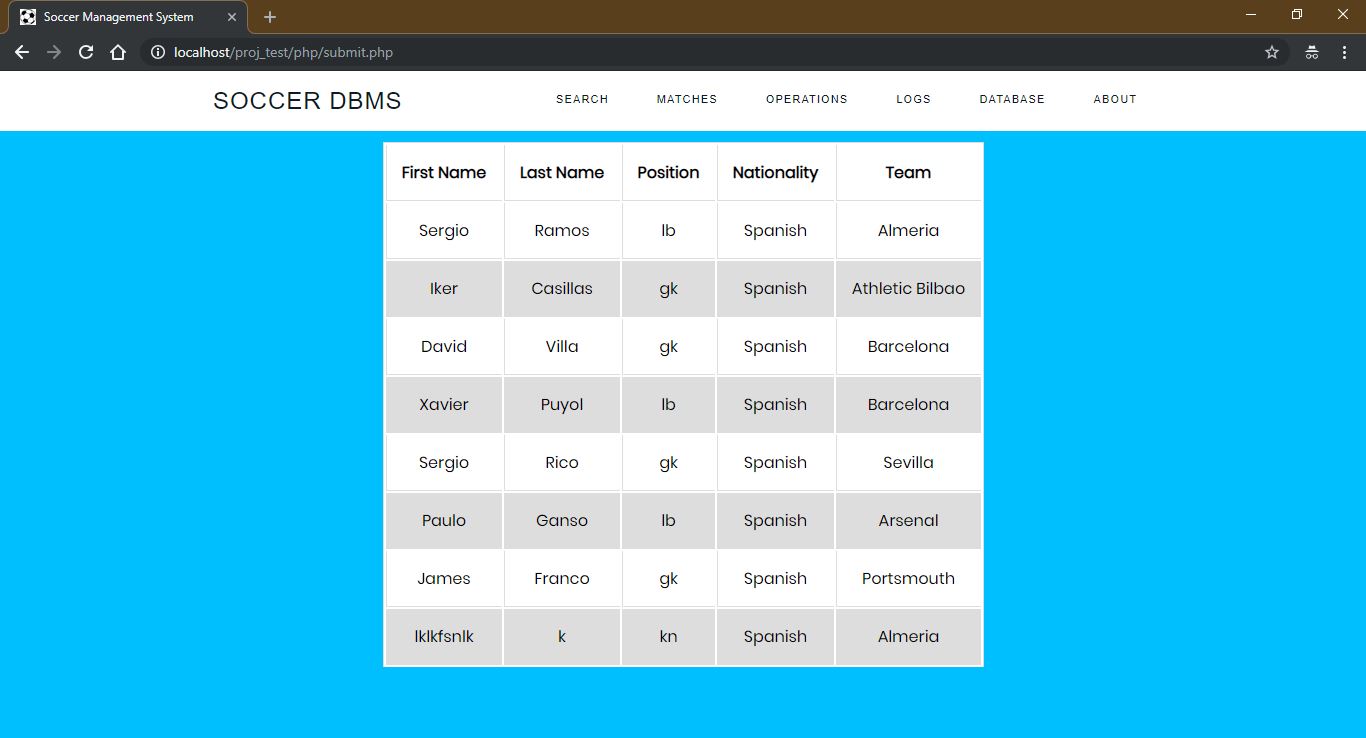 Soccer Management System
localhost/proj_test/php/submit.php
SOCCER DBMS SEARCH MATCHES OPERATIONS LOGS DATABASE ABOUT
First Name Last Name Position Nationality Team
Sergio Ramos lb Spanish Almeria
Iker Casillas gk Spanish Athletic Bilbao
David Villa gk Spanish Barcelona
Xavier Puyol lb Spanish Barcelona
Sergio Rico gk Spanish Sevilla
Paulo Ganso lb Spanish Arsenal
James Franco gk Spanish Portsmouth
lklkfsnlk k kn Spanish Almeria